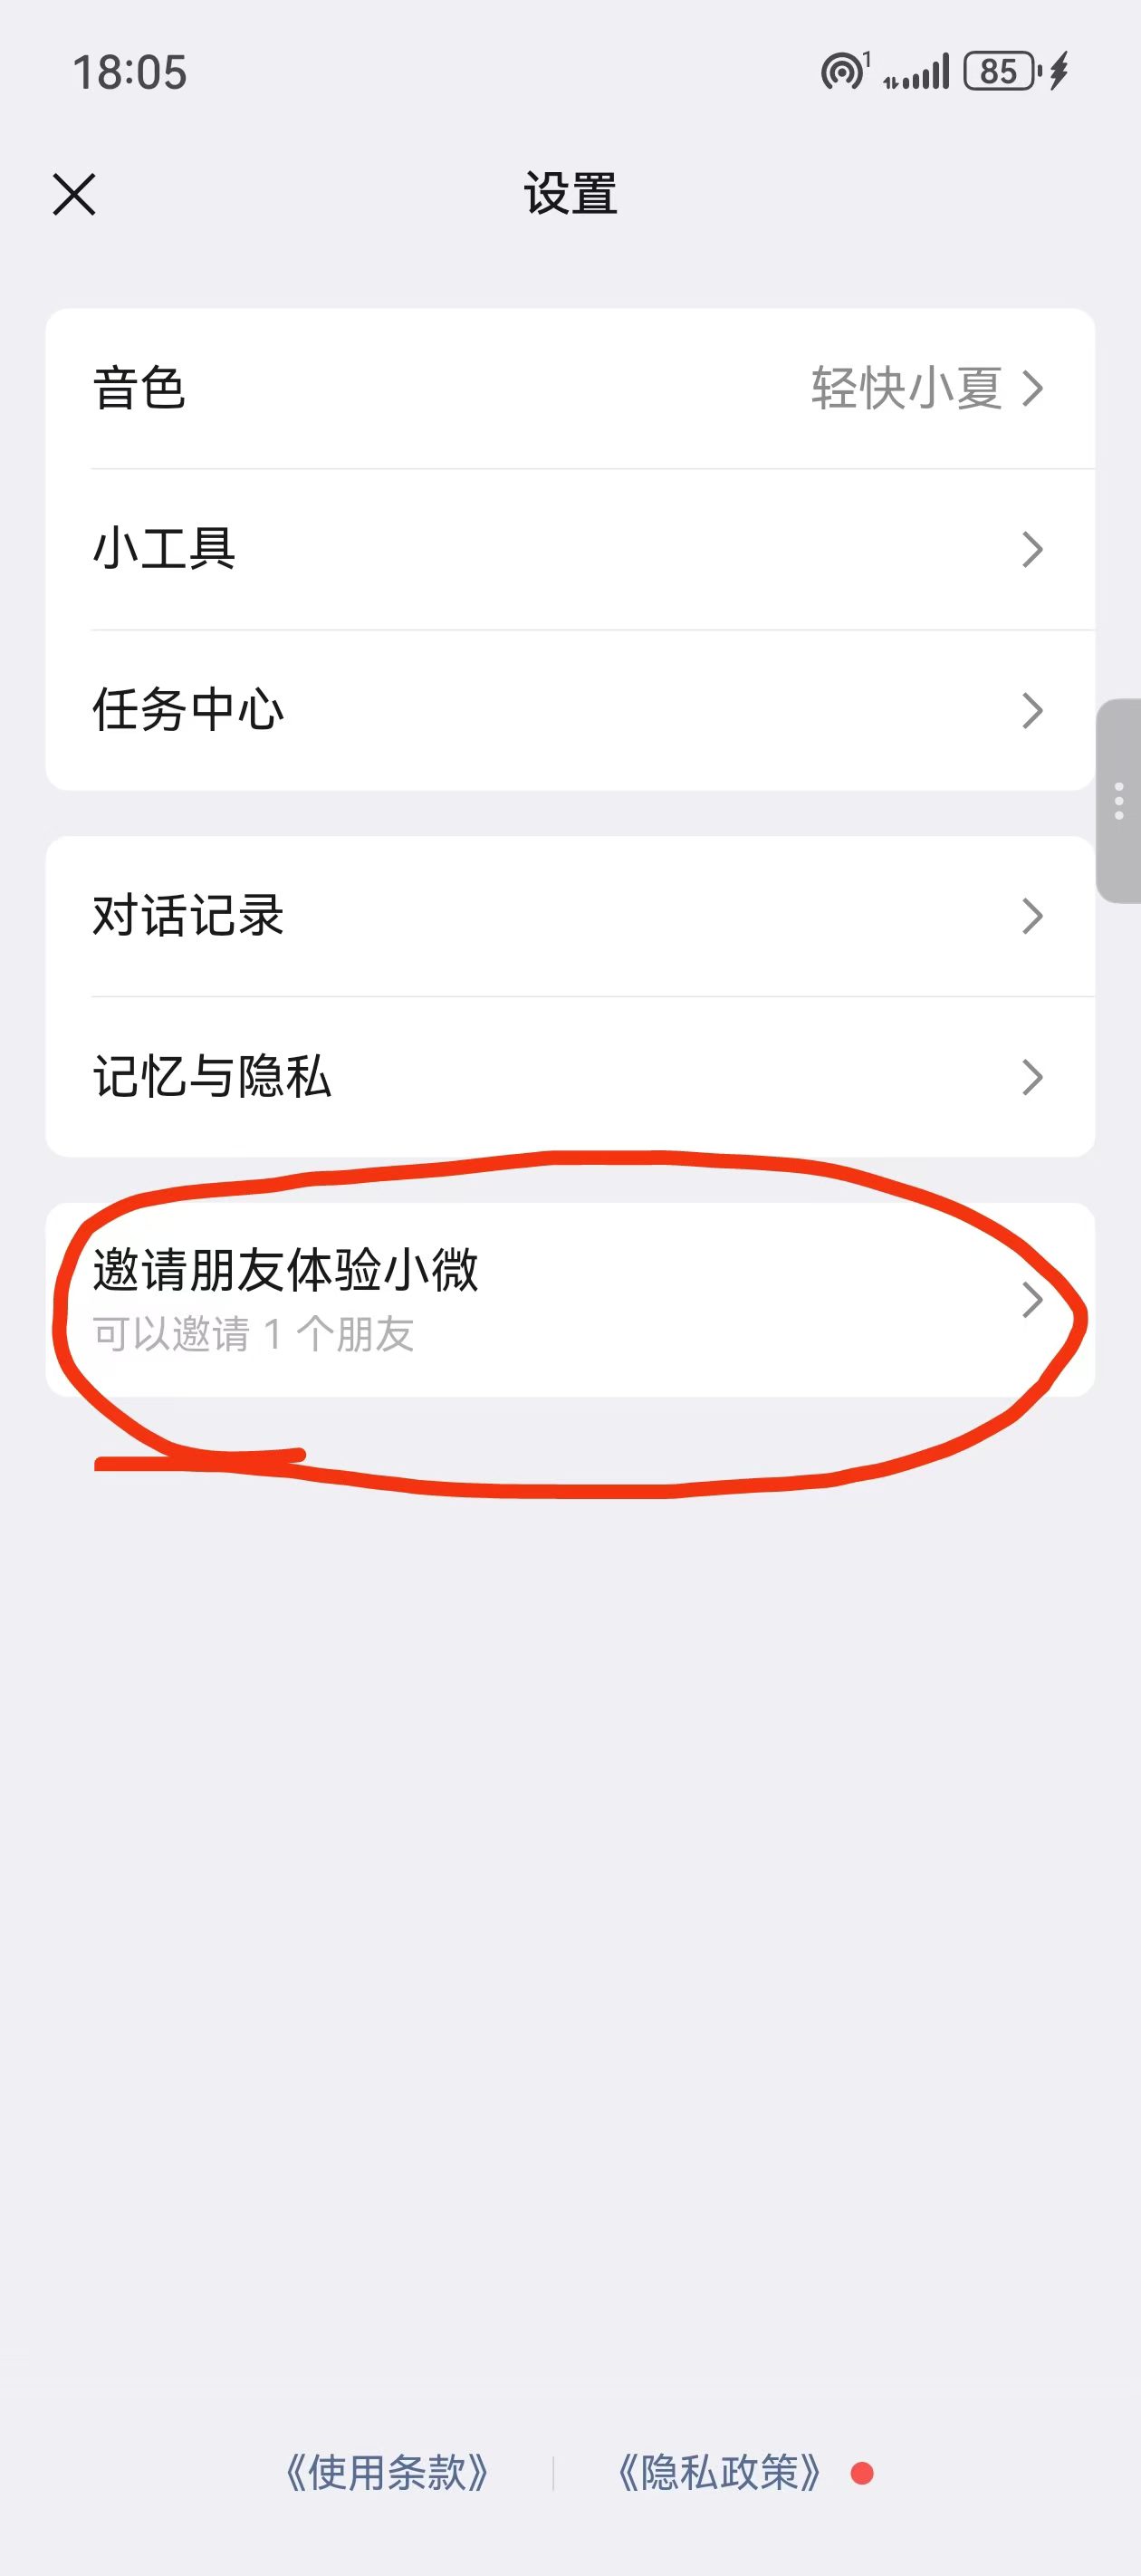 18:05
1
85
设置
音色
轻快小夏
小工具
任务中心
对话记录
记忆与隐私
邀请朋友体验小微
可以邀请 1 个朋友
《使用条款》
《隐私政策》